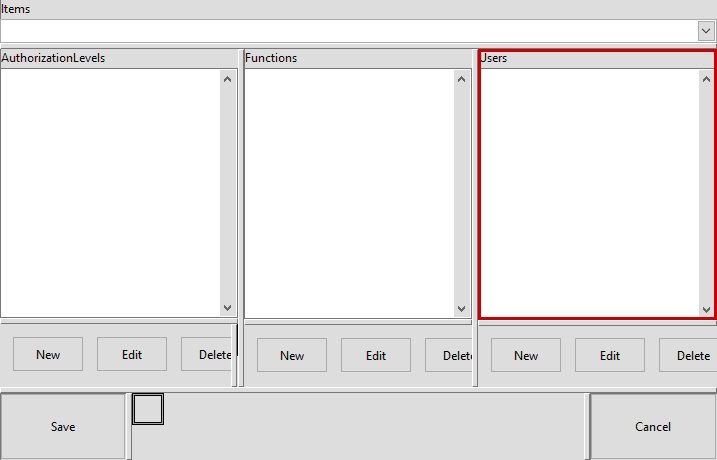 Items
AuthorizationLevels Functions Users
New Edit Delete New Edit Delete New Edit Delete
Save Cancel